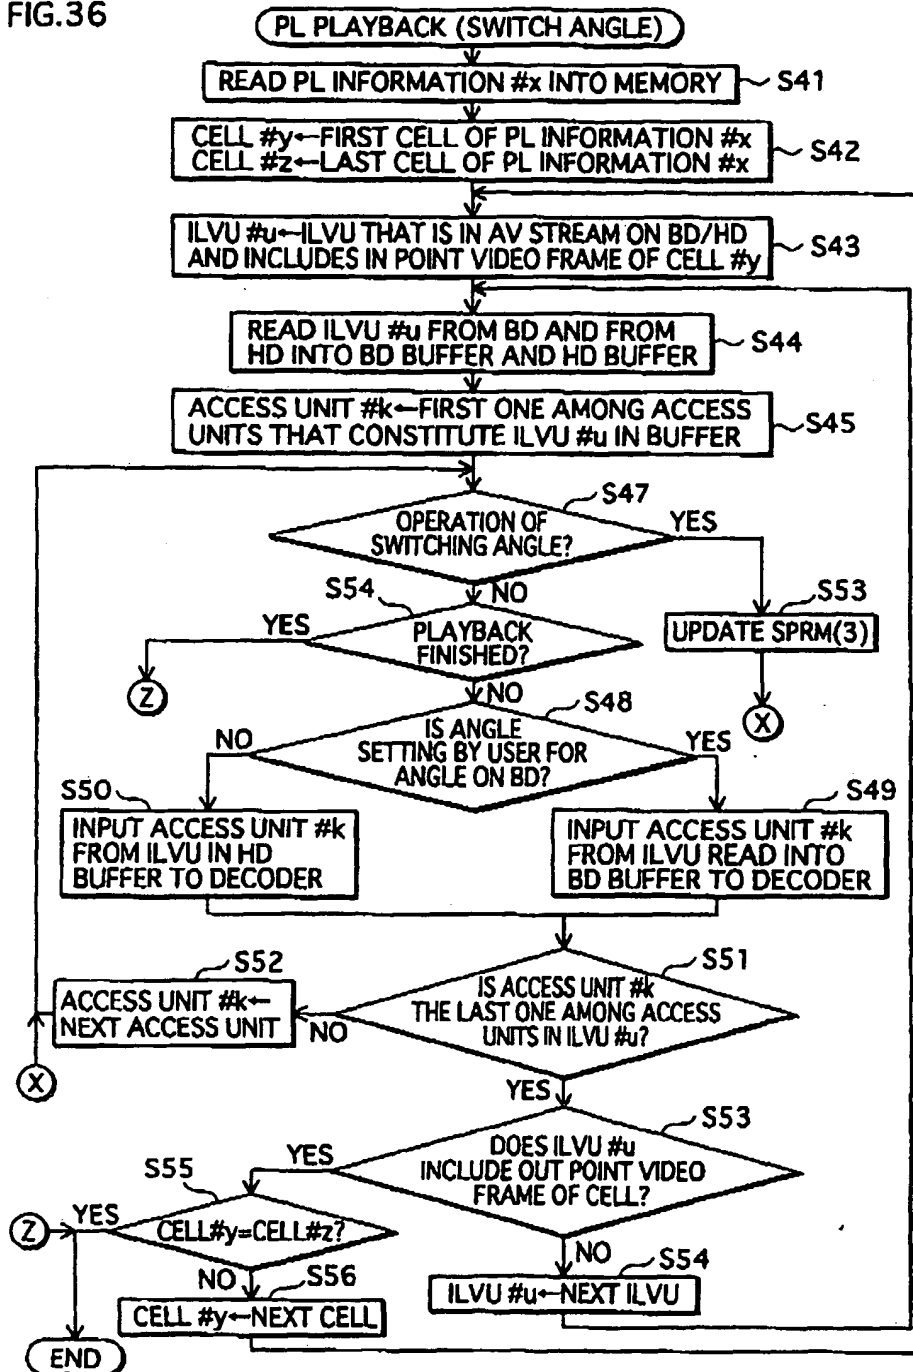 FIG.36
PL PLAYBACK (SWITCH ANGLE)
READ PL INFORMATION #x INTO MEMORY
S41
CELL #y←FIRST CELL OF PL INFORMATION #x
CELL #z←LAST CELL OF PL INFORMATION #x
S42
ILVU #u←ILVU THAT IS IN AV STREAM ON BD/HD
AND INCLUDES IN POINT VIDEO FRAME OF CELL #y
S43
READ ILVU #u FROM BD AND FROM
HD INTO BD BUFFER AND HD BUFFER
S44
ACCESS UNIT #k←FIRST ONE AMONG ACCESS
UNITS THAT CONSTITUTE ILVU #u IN BUFFER
S45
S47
OPERATION OF
SWITCHING ANGLE?
YES
NO
S53
UPDATE SPRM(3)
X
S54
PLAYBACK
FINISHED?
YES
Z
NO
S48
IS ANGLE
SETTING BY USER FOR
ANGLE ON BD?
NO
YES
S50
INPUT ACCESS UNIT #k
FROM ILVU IN HD
BUFFER TO DECODER
S49
INPUT ACCESS UNIT #k
FROM ILVU READ INTO
BD BUFFER TO DECODER
S51
IS ACCESS UNIT #k
THE LAST ONE AMONG ACCESS
UNITS IN ILVU #u?
NO
S52
ACCESS UNIT #k←
NEXT ACCESS UNIT
X
YES
S53
DOES ILVU #u
INCLUDE OUT POINT VIDEO
FRAME OF CELL?
YES
NO
S54
ILVU #u←NEXT ILVU
S55
CELL#y=CELL#z?
YES
Z
NO
S56
CELL #y←NEXT CELL
END